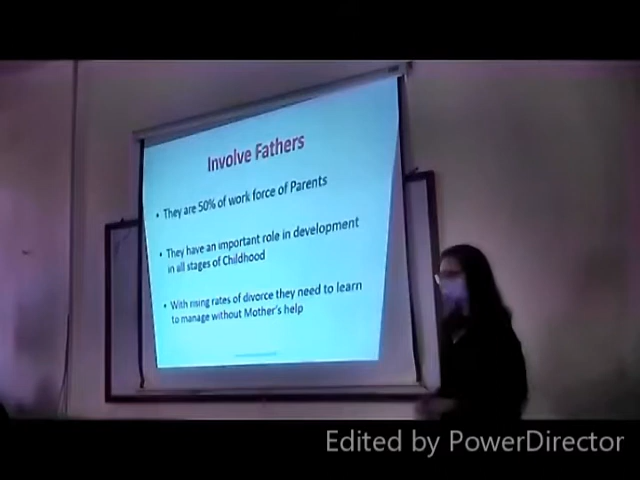 Involve Fathers
• They are 50% of work force of Parents
• They have an important role in development
in all stages of Childhood
• With rising rates of divorce they need to learn
to manage without Mother's help
Edited by PowerDirector